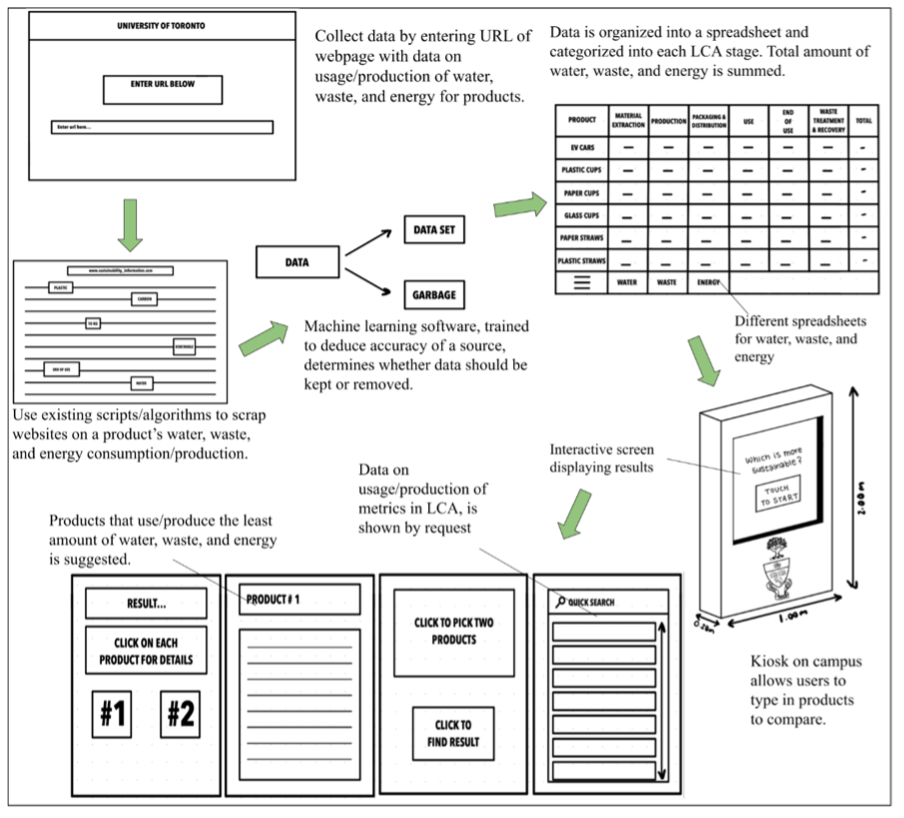 UNIVERSITY OF TORONTO
ENTER URL BELOW
Enter url here...
Collect data by entering URL of
webpage with data on
usage/production of water,
waste, and energy for products.
Data is organized into a spreadsheet and
categorized into each LCA stage. Total amount of
water, waste, and energy is summed.
PRODUCT
MATERIAL
EXTRACTION
PRODUCTION
PACKAGING &
DISTRIBUTION
USE
END
OF
USE
WASTE
TREATMENT
& RECOVERY
TOTAL
EV CARS
PLASTIC CUPS
PAPER CUPS
GLASS CUPS
PAPER STRAWS
PLASTIC STRAWS
WATER
WASTE
ENERGY
Different spreadsheets
for water, waste, and
energy
www.sustainability_information.com
PLASTIC
CARBON
END OF USE
WATER
Use existing scripts/algorithms to scrap
websites on a product's water, waste,
and energy consumption/production.
DATA
DATA SET
GARBAGE
Machine learning software, trained
to deduce accuracy of a source,
determines whether data should be
kept or removed.
Interactive screen
displaying results
Which is more
sustainable?
TOUCH
TO START
2.00m
1.00m
Kiosk on campus
allows users to
type in products
to compare.
Data on
usage/production of
metrics in LCA, is
shown by request
Products that use/produce the least
amount of water, waste, and energy
is suggested.
RESULT...
CLICK ON EACH
PRODUCT FOR DETAILS
#1
#2
PRODUCT # 1
CLICK TO PICK TWO
PRODUCTS
CLICK TO
FIND RESULT
QUICK SEARCH